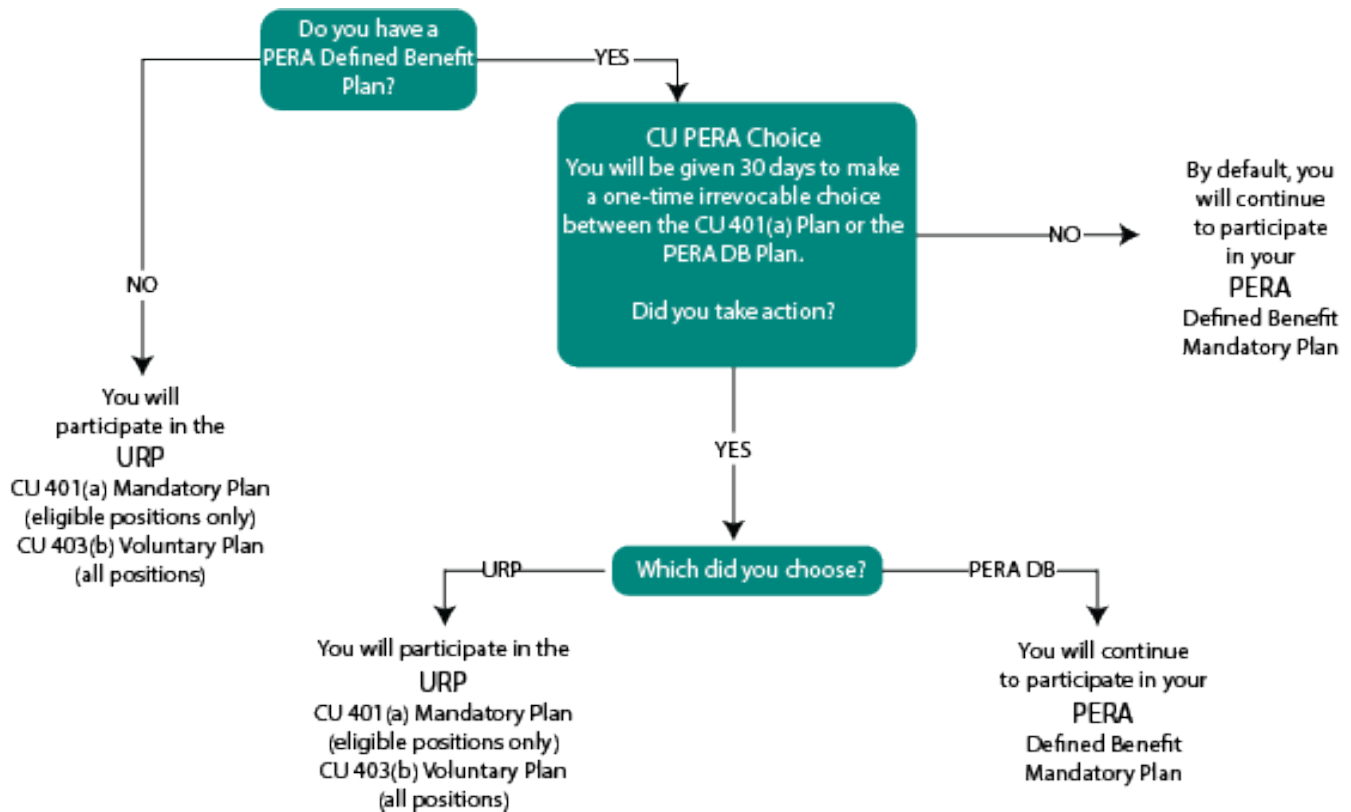 Do you have a
PERA Defined Benefit
Plan?
YES
NO
CU PERA Choice
You will be given 30 days to make
a one-time irrevocable choice
between the CU 401(a) Plan or the
PERA DB Plan.
Did you take action?
NO
By default, you
will continue
to participate
in your
PERA
Defined Benefit
Mandatory Plan
You will
participate in the
URP
CU 401(a) Mandatory Plan
(eligible positions only)
CU 403(b) Voluntary Plan
(all positions)
YES
Which did you choose?
URP
PERA DB
You will participate in the
URP
CU 401(a) Mandatory Plan
(eligible positions only)
CU 403(b) Voluntary Plan
(all positions)
You will continue
to participate in your
PERA
Defined Benefit
Mandatory Plan